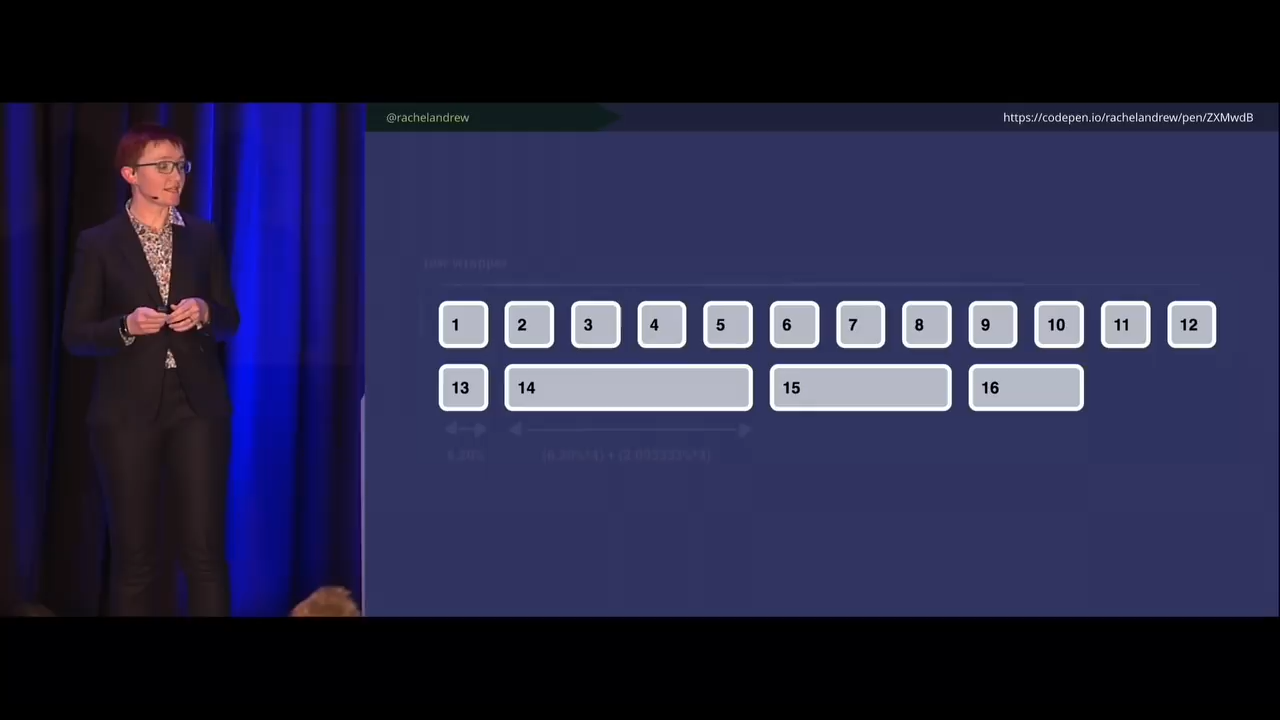 @rachelandrew
https://codepen.io/rachelandrew/pen/ZXMwdB
1 2 3 4 5 6 7 8 9 10 11 12
13 14 15 16